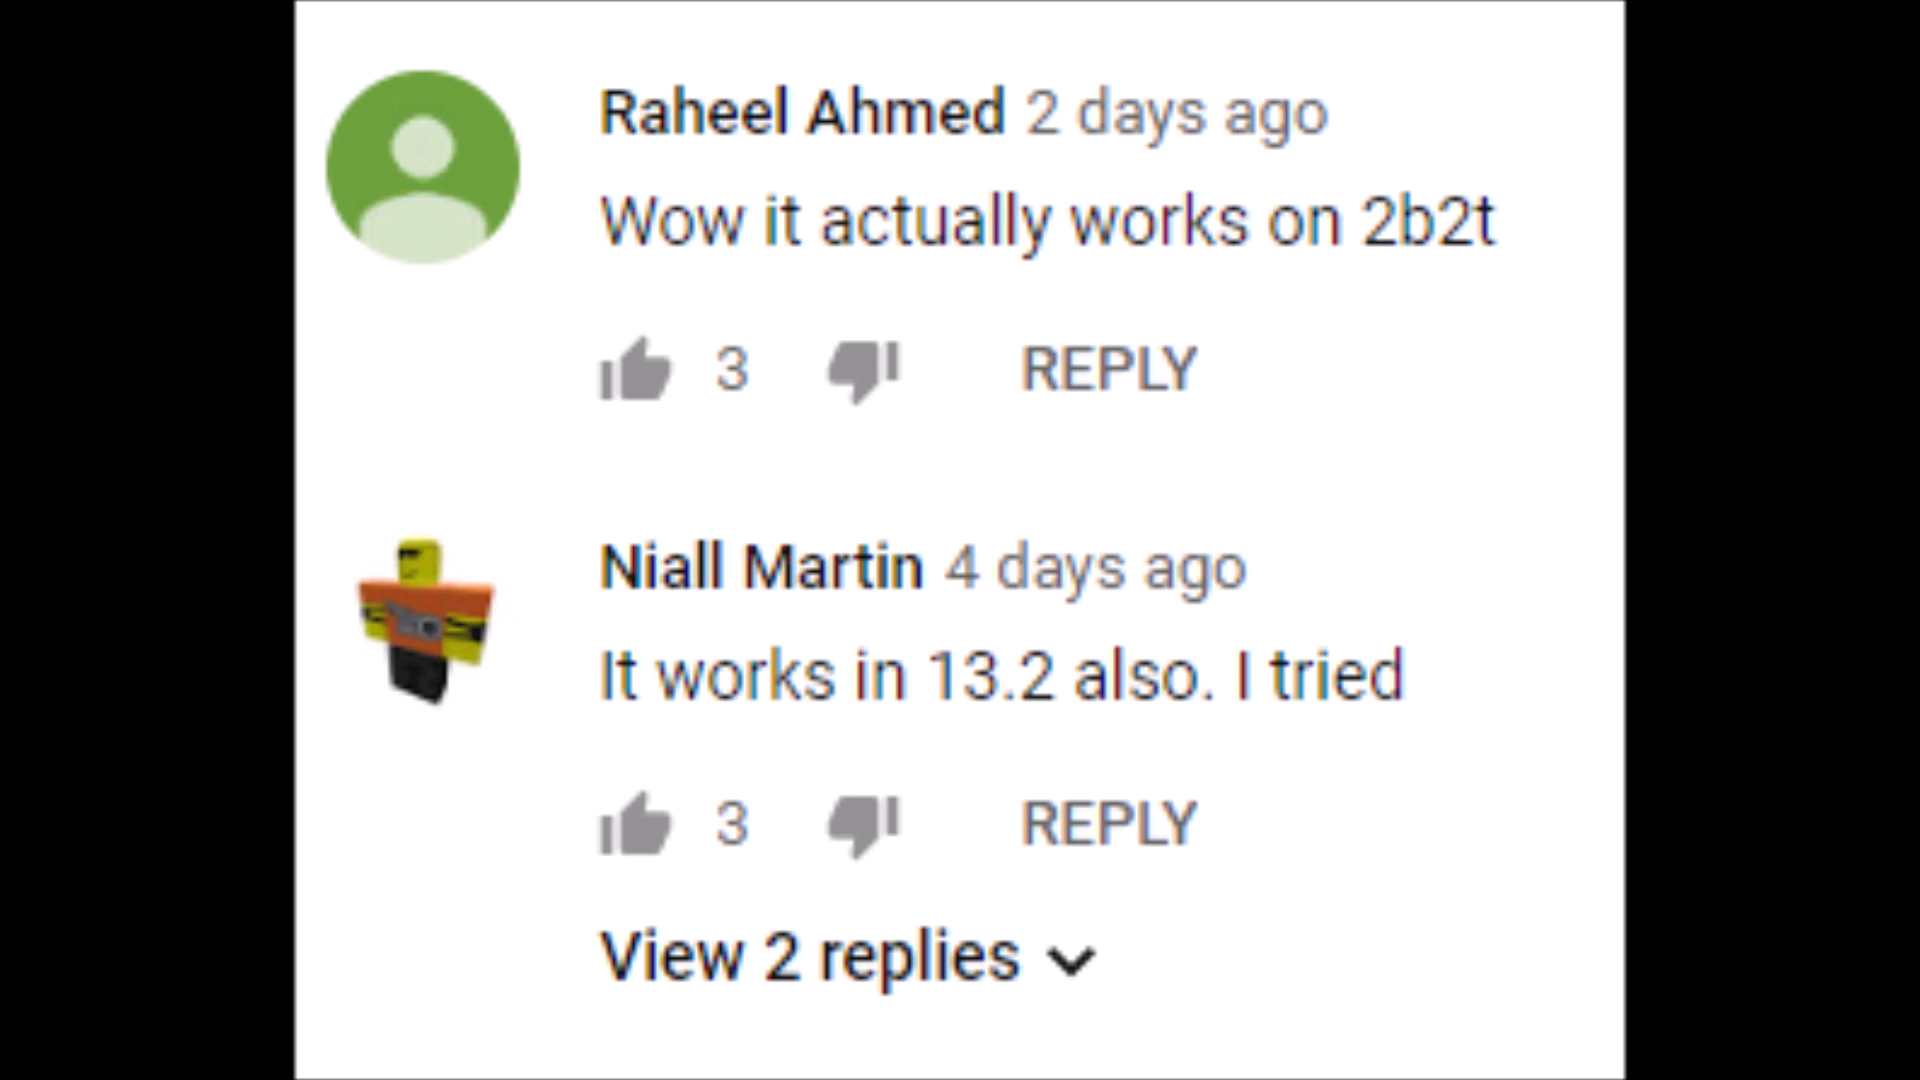 Raheel Ahmed 2 days ago
Wow it actually works on 2b2t
3 REPLY
Niall Martin 4 days ago
It works in 13.2 also. I tried
3 REPLY
View 2 replies